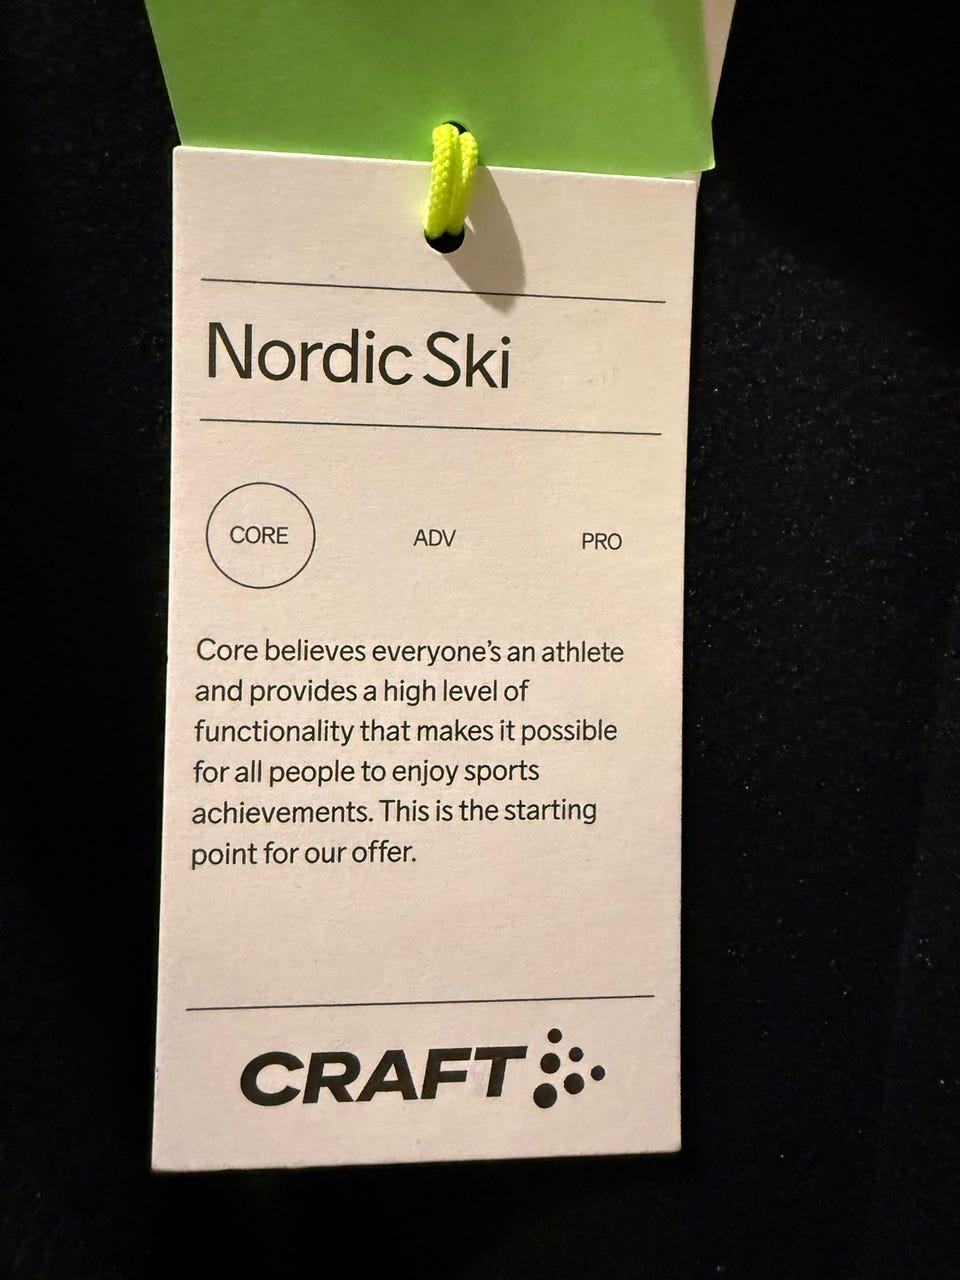 Nordic Ski
CORE ADV PRO
Core believes everyone’s an athlete
and provides a high level of
functionality that makes it possible
for all people to enjoy sports
achievements. This is the starting
point for our offer.
CRAFT